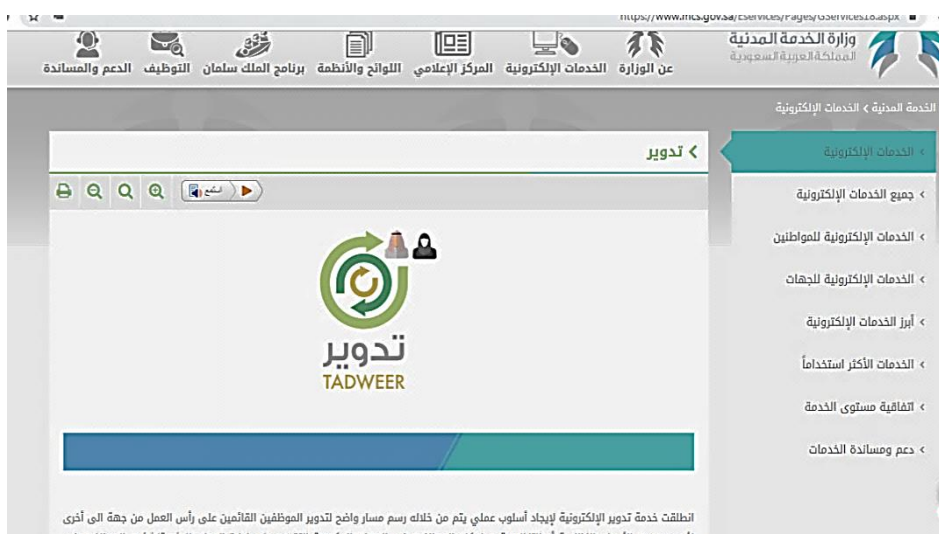 https://www.mcs.gov.sa/Eservices/Pages/GServices18.aspx
وزارة الخدمة المدنية
المملكة العربية السعودية
عن الوزارة
الخدمات الإلكترونية
المركز الإعلامي
اللوائح والأنظمة
برنامج الملك سلمان
التوظيف
الدعم والمساندة
الخدمة المدنية > الخدمات الإلكترونية
الخدمات الإلكترونية
جميع الخدمات الإلكترونية
الخدمات الإلكترونية للمواطنين
الخدمات الإلكترونية للجهات
أبرز الخدمات الإلكترونية
الخدمات الأكثر استخداماً
اتفاقية مستوى الخدمة
دعم ومساندة الخدمات
تدوير
استمع
تدوير
TADWEER
انطلقت خدمة تدوير الإلكترونية لإيجاد أسلوب عملي يتم من خلاله رسم مسار واضح لتدوير الموظفين القائمين على رأس العمل من جهة الى أخرى